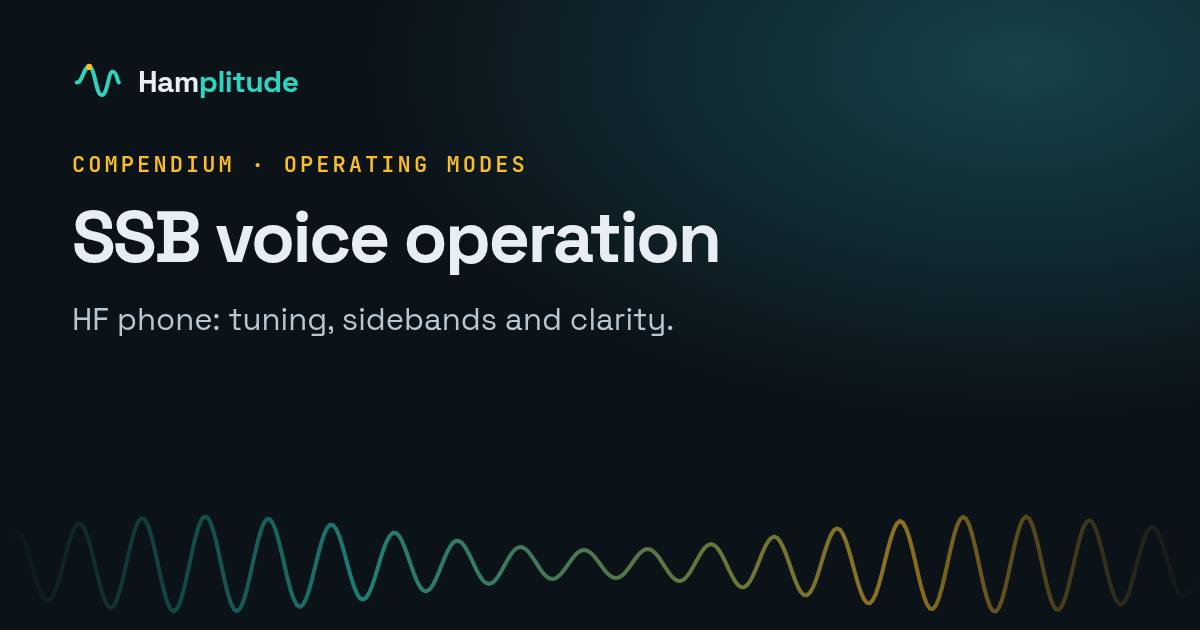 Hamplitude
COMPENDIUM · OPERATING MODES
SSB voice operation
HF phone: tuning, sidebands and clarity.